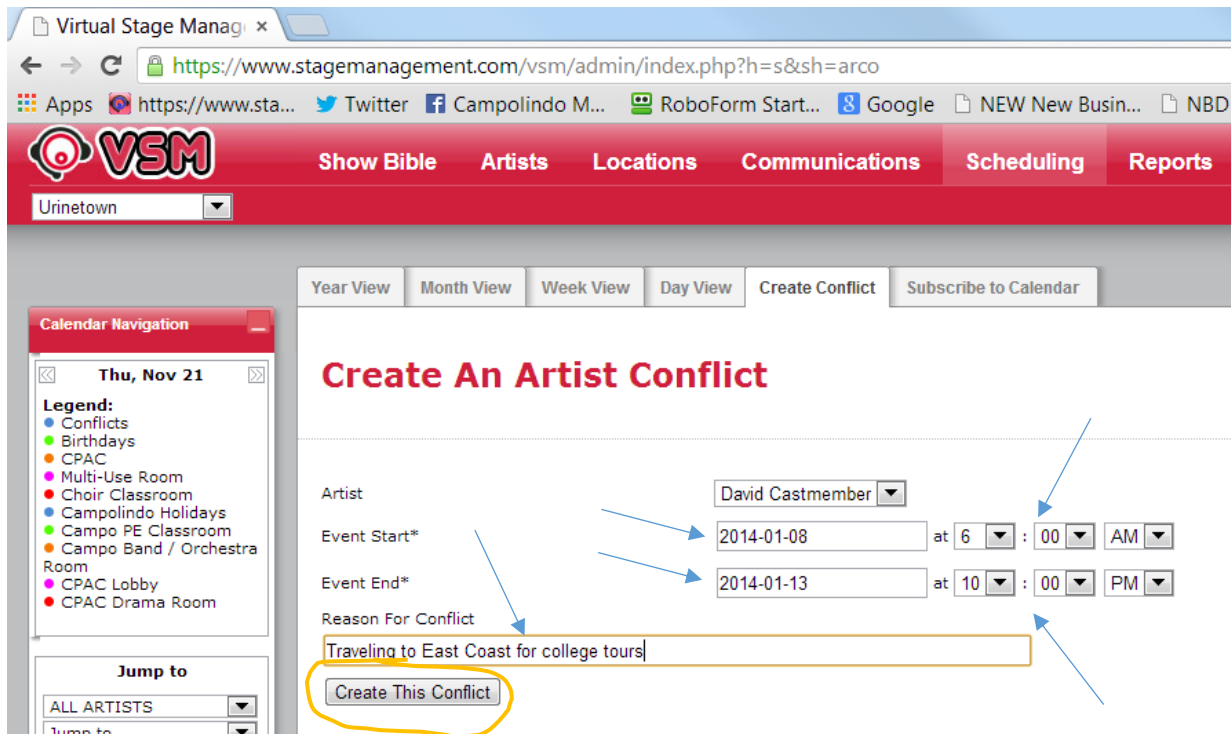 Virtual Stage Manag
https://www.stagemanagement.com/vsm/admin/index.php?h=s&sh=arco
Apps https://www.sta... Twitter Campolindo M... RoboForm Start... Google NEW New Busin... NBD
VSM Show Bible Artists Locations Communications Scheduling Reports
Urinetown
Year View Month View Week View Day View Create Conflict Subscribe to Calendar
Calendar Navigation
Thu, Nov 21
Legend:
Conflicts
Birthdays
CPAC
Multi-Use Room
Choir Classroom
Campolindo Holidays
Campo PE Classroom
Campo Band / Orchestra
Room
CPAC Lobby
CPAC Drama Room
Jump to
ALL ARTISTS
Jump to
Create An Artist Conflict
Artist David Castmember
Event Start* 2014-01-08 at 6 : 00 AM
Event End* 2014-01-13 at 10 : 00 PM
Reason For Conflict
Traveling to East Coast for college tours
Create This Conflict